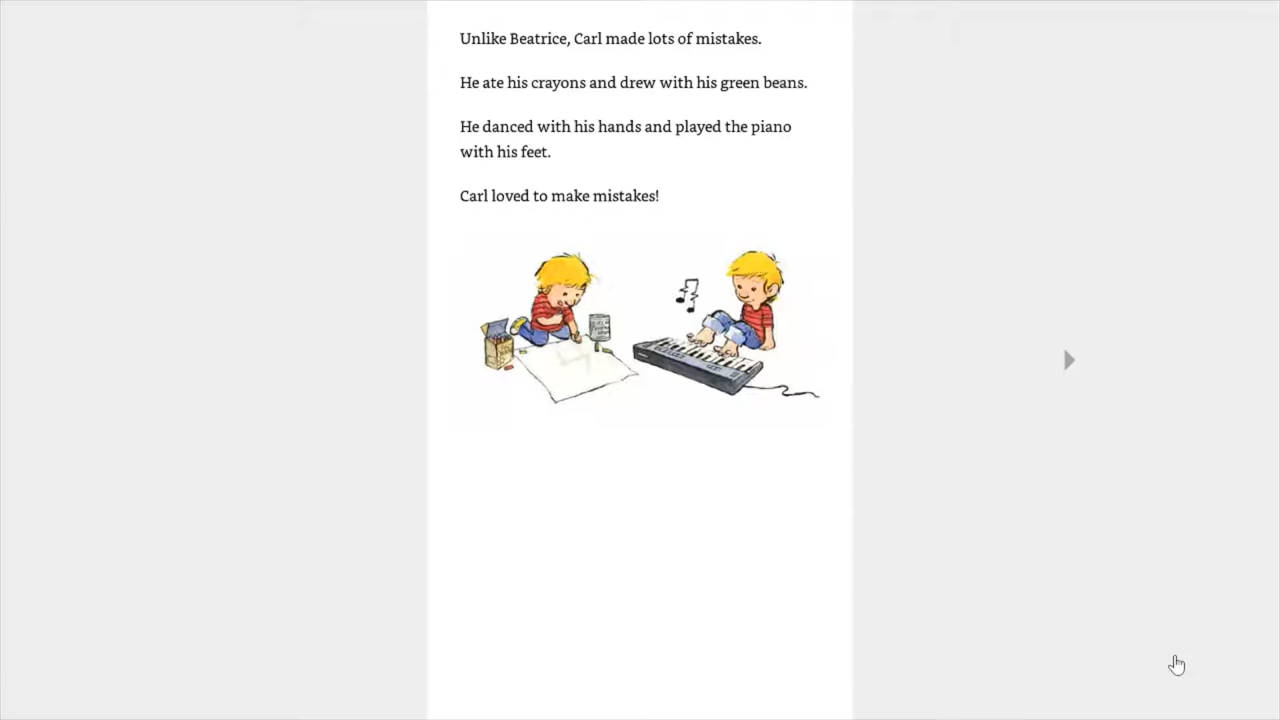 Unlike Beatrice, Carl made lots of mistakes.
He ate his crayons and drew with his green beans.
He danced with his hands and played the piano
with his feet.
Carl loved to make mistakes!